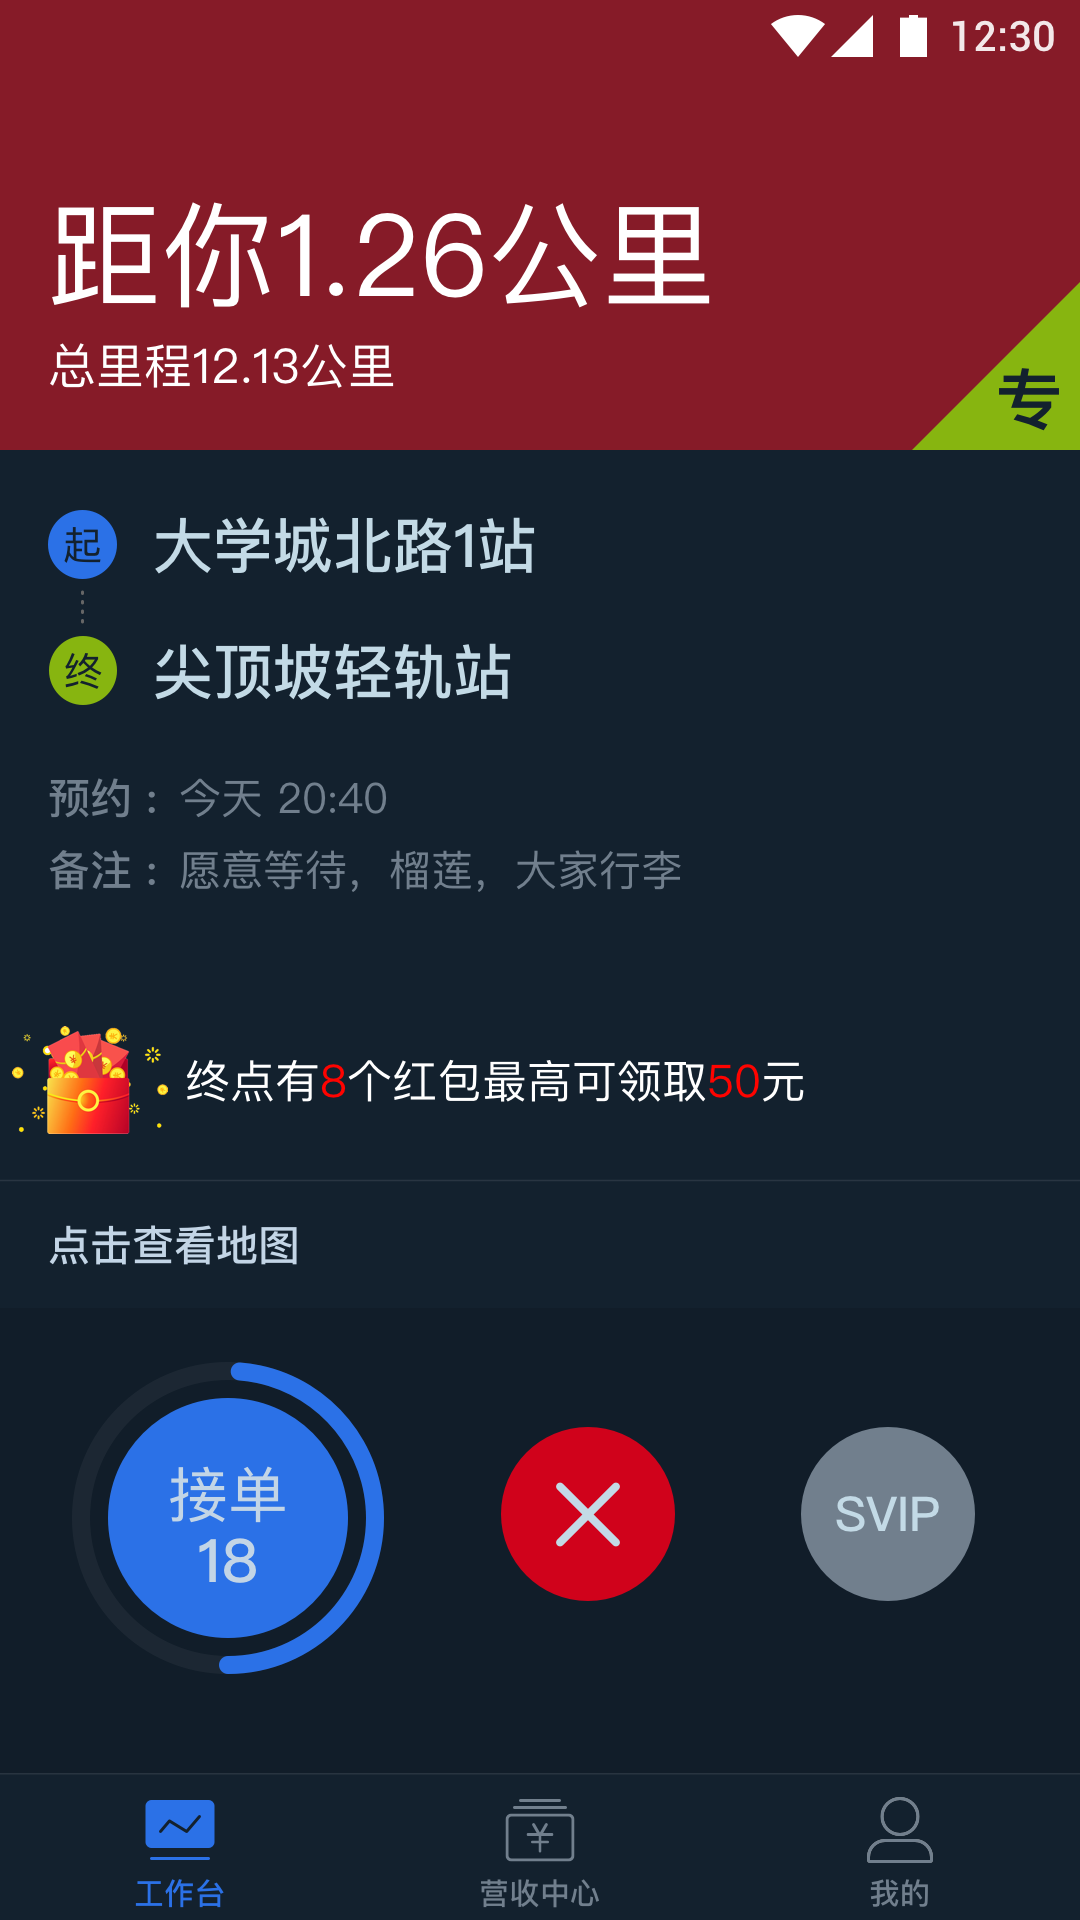 12:30
距你1.26公里
总里程12.13公里
专
起 大学城北路1站
终 尖顶坡轻轨站
预约：今天 20:40
备注：愿意等待，榴莲，大家行李
终点有8个红包最高可领取50元
点击查看地图
接单
18
SVIP
工作台 营收中心 我的